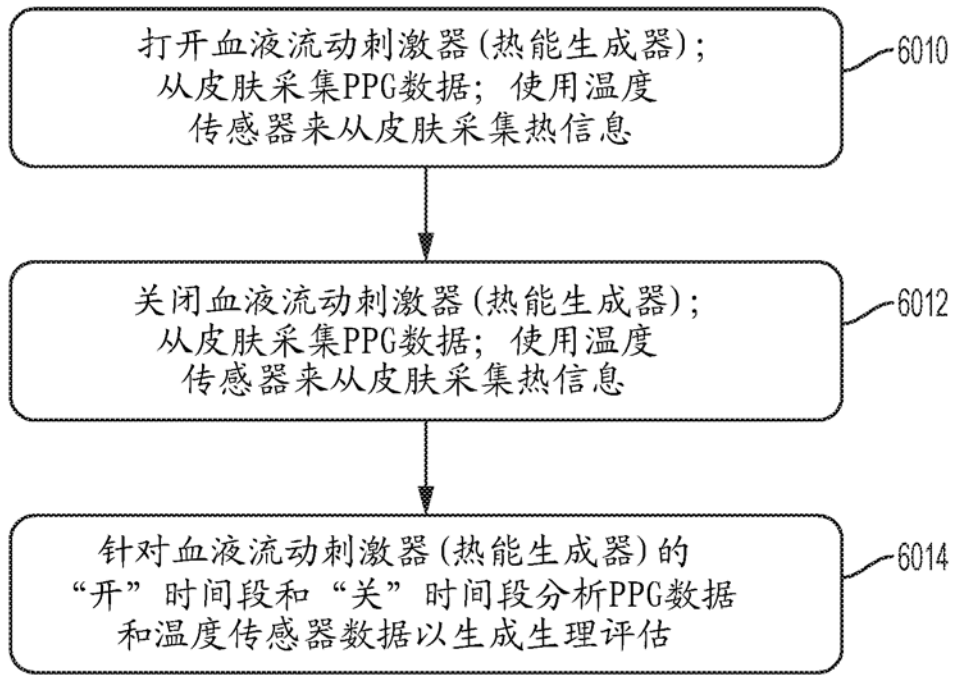 打开血液流动刺激器(热能生成器);
从皮肤采集PPG数据; 使用温度
传感器来从皮肤采集热信息
6010
关闭血液流动刺激器(热能生成器);
从皮肤采集PPG数据; 使用温度
传感器来从皮肤采集热信息
6012
针对血液流动刺激器(热能生成器)的
“开”时间段和“关”时间段分析PPG数据
和温度传感器数据以生成生理评估
6014